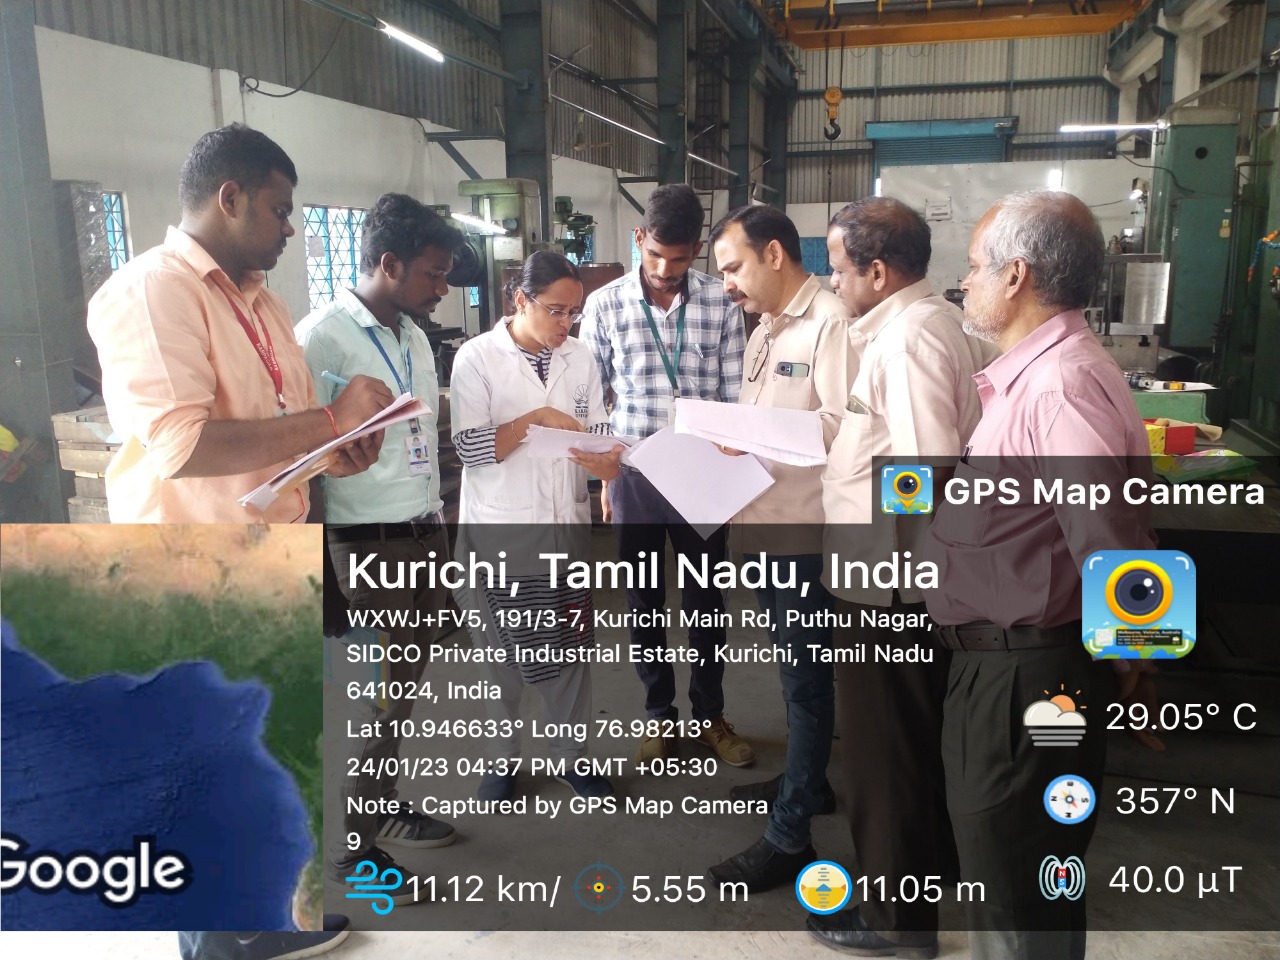 GPS Map Camera
Kurichi, Tamil Nadu, India
WXWJ+FV5, 191/3-7, Kurichi Main Rd, Puthu Nagar,
SIDCO Private Industrial Estate, Kurichi, Tamil Nadu
641024, India
Lat 10.946633° Long 76.98213°
24/01/23 04:37 PM GMT +05:30
Note : Captured by GPS Map Camera
9
Google
11.12 km/
5.55 m
11.05 m
29.05° C
357° N
40.0 µT